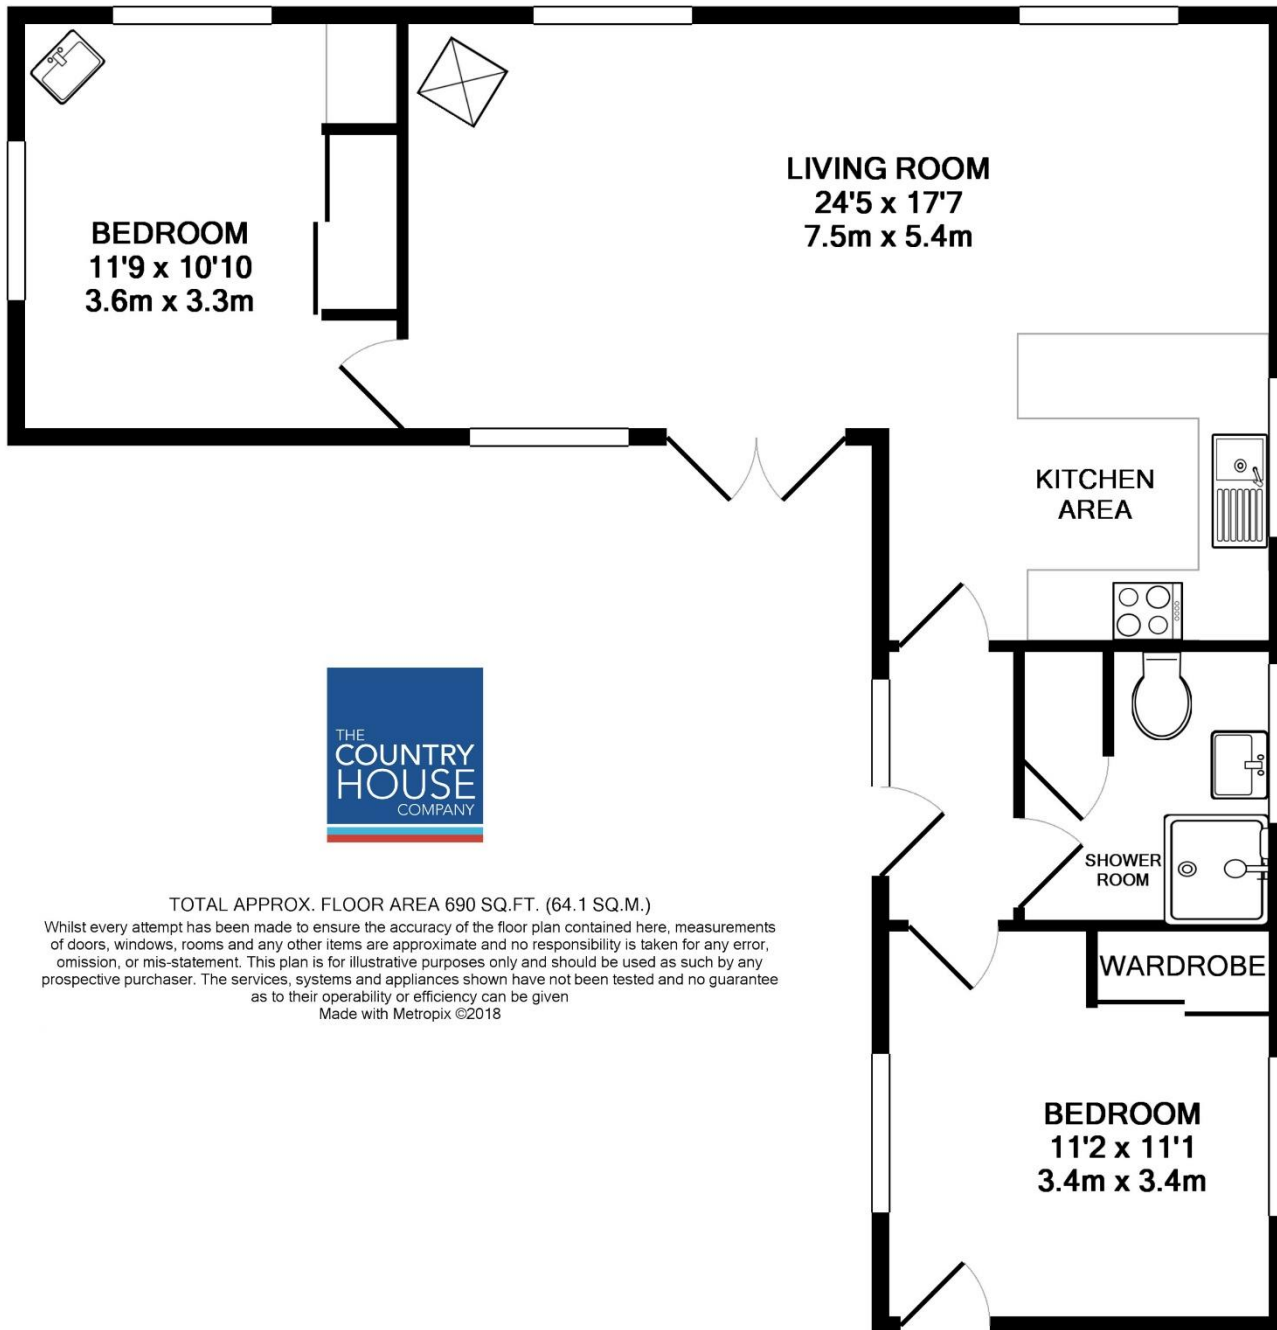 BEDROOM
11'9 x 10'10
3.6m x 3.3m
LIVING ROOM
24'5 x 17'7
7.5m x 5.4m
KITCHEN
AREA
THE
COUNTRY
HOUSE
COMPANY
SHOWER
ROOM
TOTAL APPROX. FLOOR AREA 690 SQ.FT. (64.1 SQ.M.)
Whilst every attempt has been made to ensure the accuracy of the floor plan contained here, measurements
of doors, windows, rooms and any other items are approximate and no responsibility is taken for any error,
omission, or mis-statement. This plan is for illustrative purposes only and should be used as such by any
prospective purchaser. The services, systems and appliances shown have not been tested and no guarantee
as to their operability or efficiency can be given
Made with Metropix ©2018
WARDROBE
BEDROOM
11'2 x 11'1
3.4m x 3.4m